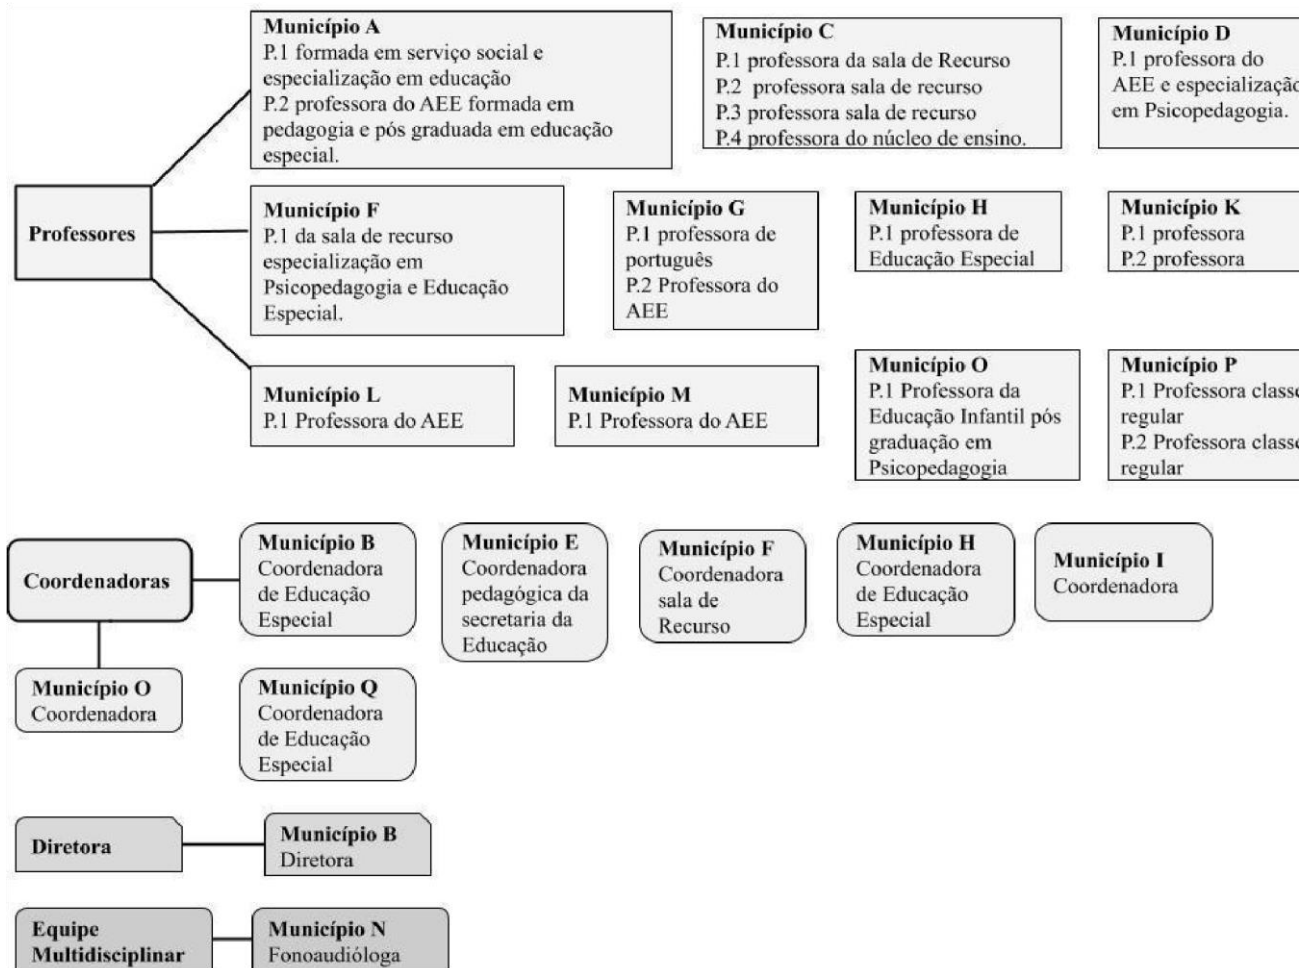 Município A
P.1 formada em serviço social e
especialização em educação
P.2 professora do AEE formada em
pedagogia e pós graduada em educação
especial.
Município C
P.1 professora da sala de Recurso
P.2 professora sala de recurso
P.3 professora sala de recurso
P.4 professora do núcleo de ensino.
Município D
P.1 professora do
AEE e especialização
em Psicopedagogia.
Professores
Município F
P.1 da sala de recurso
especialização em
Psicopedagogia e Educação
Especial.
Município G
P.1 professora de
português
P.2 Professora do
AEE
Município H
P.1 professora de
Educação Especial
Município K
P.1 professora
P.2 professora
Município L
P.1 Professora do AEE
Município M
P.1 Professora do AEE
Município O
P.1 Professora da
Educação Infantil pós
graduação em
Psicopedagogia
Município P
P.1 Professora classe
regular
P.2 Professora classe
regular
Coordenadoras
Município B
Coordenadora
de Educação
Especial
Município E
Coordenadora
pedagógica da
secretaria da
Educação
Município F
Coordenadora
sala de
Recurso
Município H
Coordenadora
de Educação
Especial
Município I
Coordenadora
Município O
Coordenadora
Município Q
Coordenadora
de Educação
Especial
Diretora
Município B
Diretora
Equipe
Multidisciplinar
Município N
Fonoaudióloga